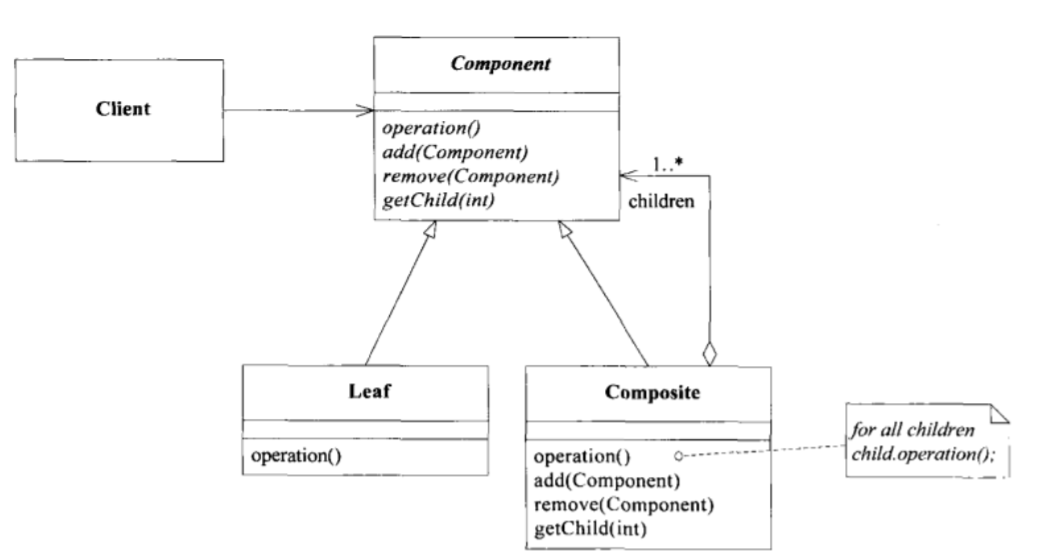 Component
Client
operation()
add(Component)
remove(Component)
getChild(int)
1..*
children
Leaf
operation()
Composite
operation()
add(Component)
remove(Component)
getChild(int)
for all children
child.operation();